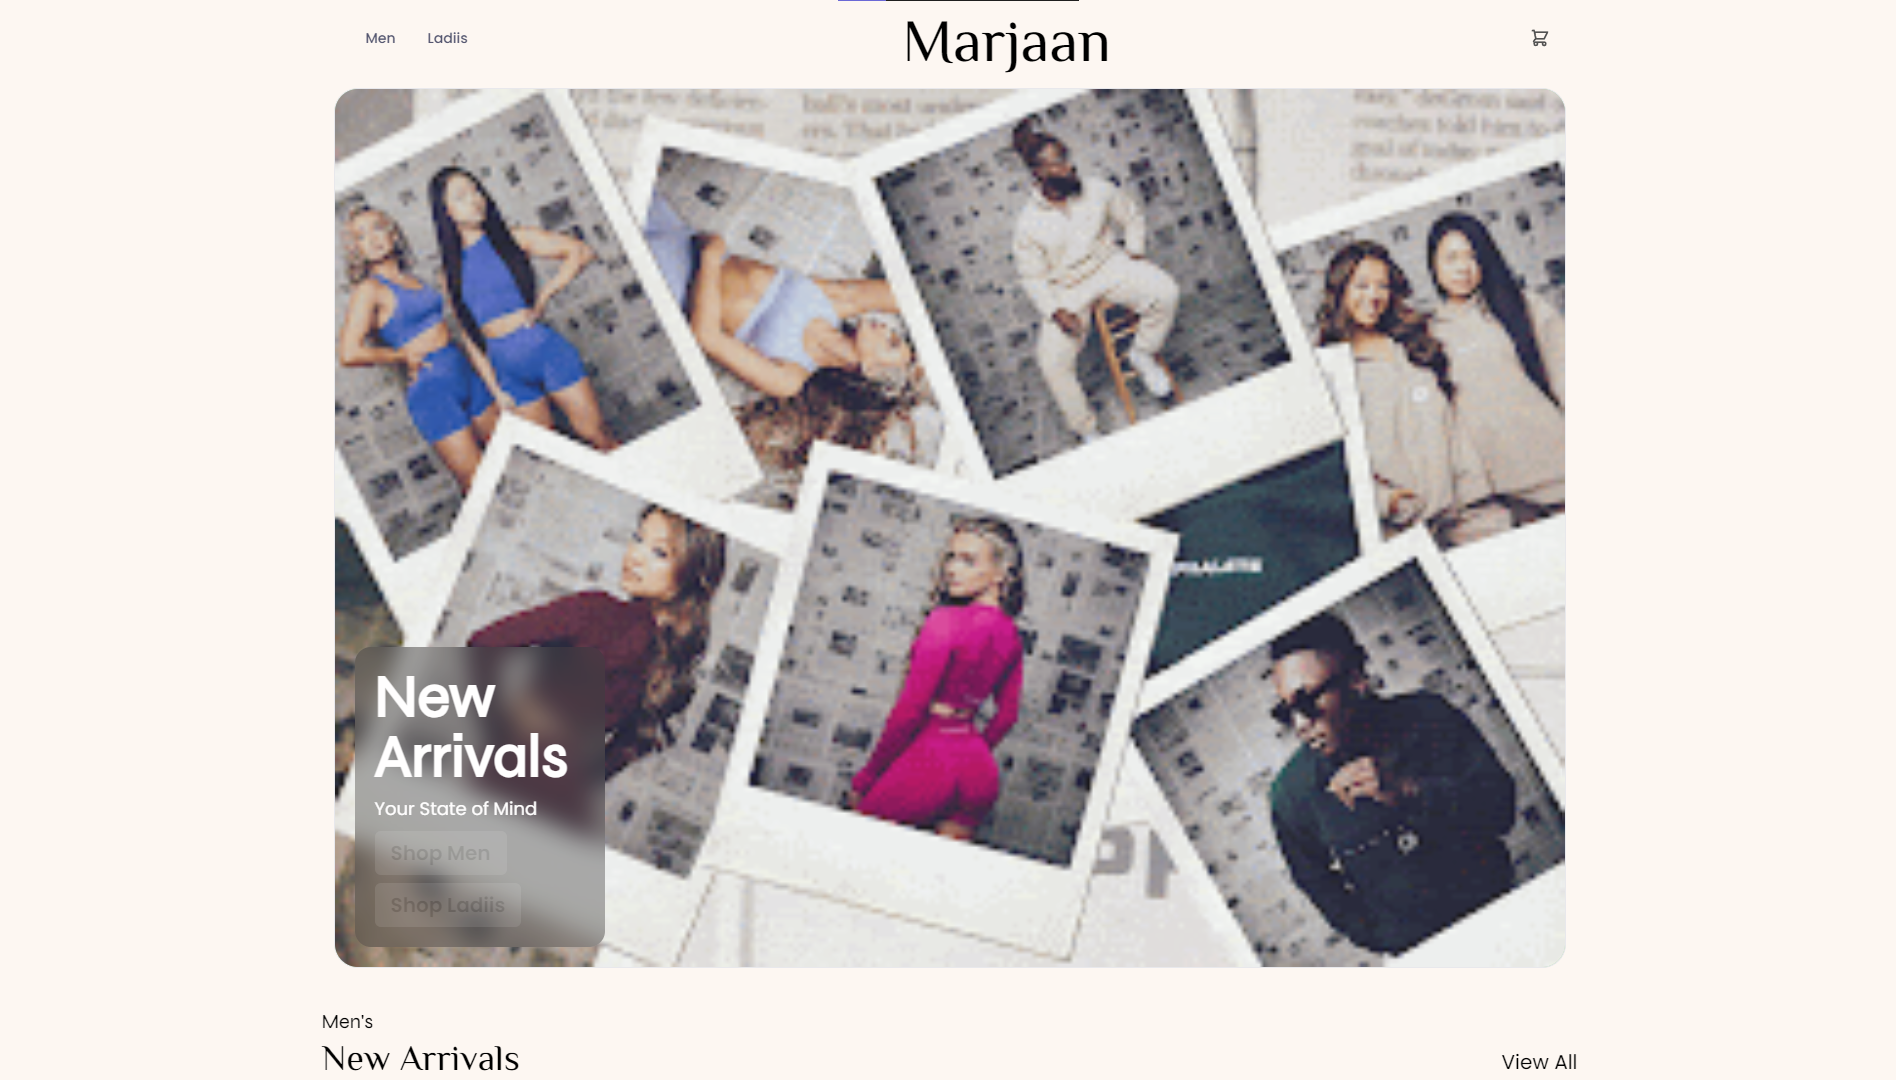 Men
Ladiis
Marjaan
New
Arrivals
Your State of Mind
Shop Men
Shop Ladiis
Men's
New Arrivals
View All